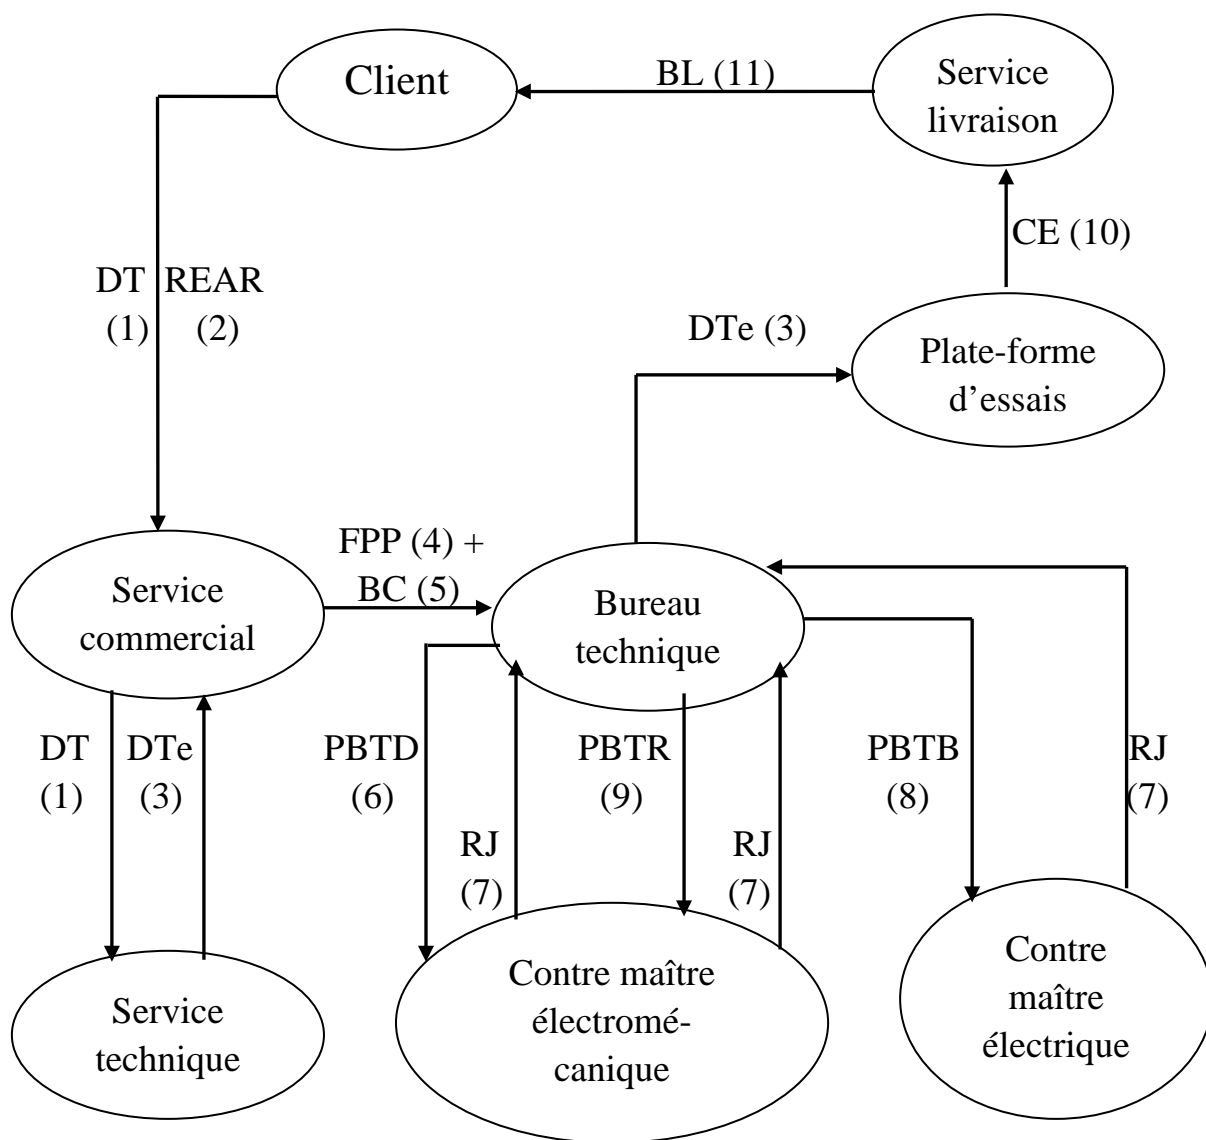 Client
BL (11)
Service
livraison
CE (10)
DT REAR
(1) (2)
DTe (3)
Plate-forme
d’essais
FPP (4) +
BC (5)
Service
commercial
Bureau
technique
DT DTe
(1) (3)
PBTD
(6)
PBTR
(9)
PBTB
(8)
RJ
(7)
RJ
(7)
RJ
(7)
Service
technique
Contre maître
électromé-
canique
Contre
maître
électrique